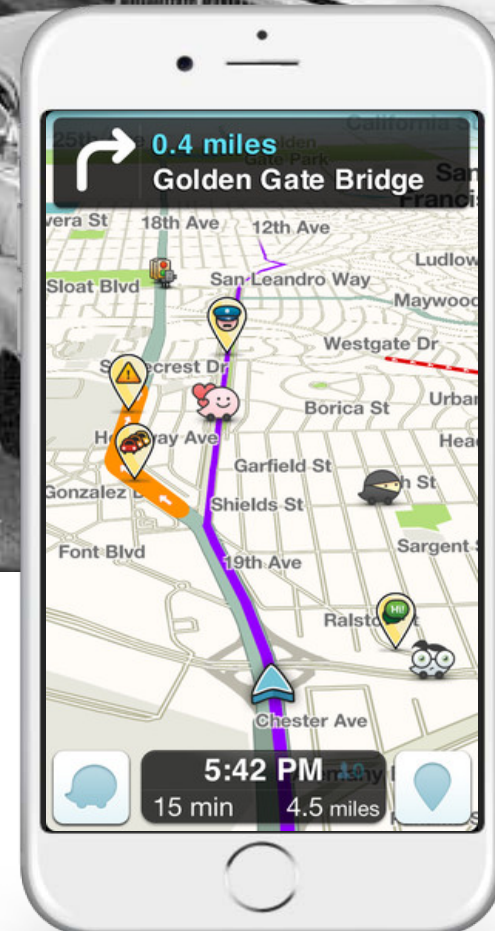 0.4 miles
Golden Gate Bridge
18th Ave
12th Ave
Sloat Blvd
San Leandro Way
Ludlow
Maywood
Westgate Dr
Borica St
Garfield St
Gonzalez
Shields St
Font Blvd
19th Ave
Sargent
Hi!
Chester Ave
5:42 PM
15 min 4.5 miles